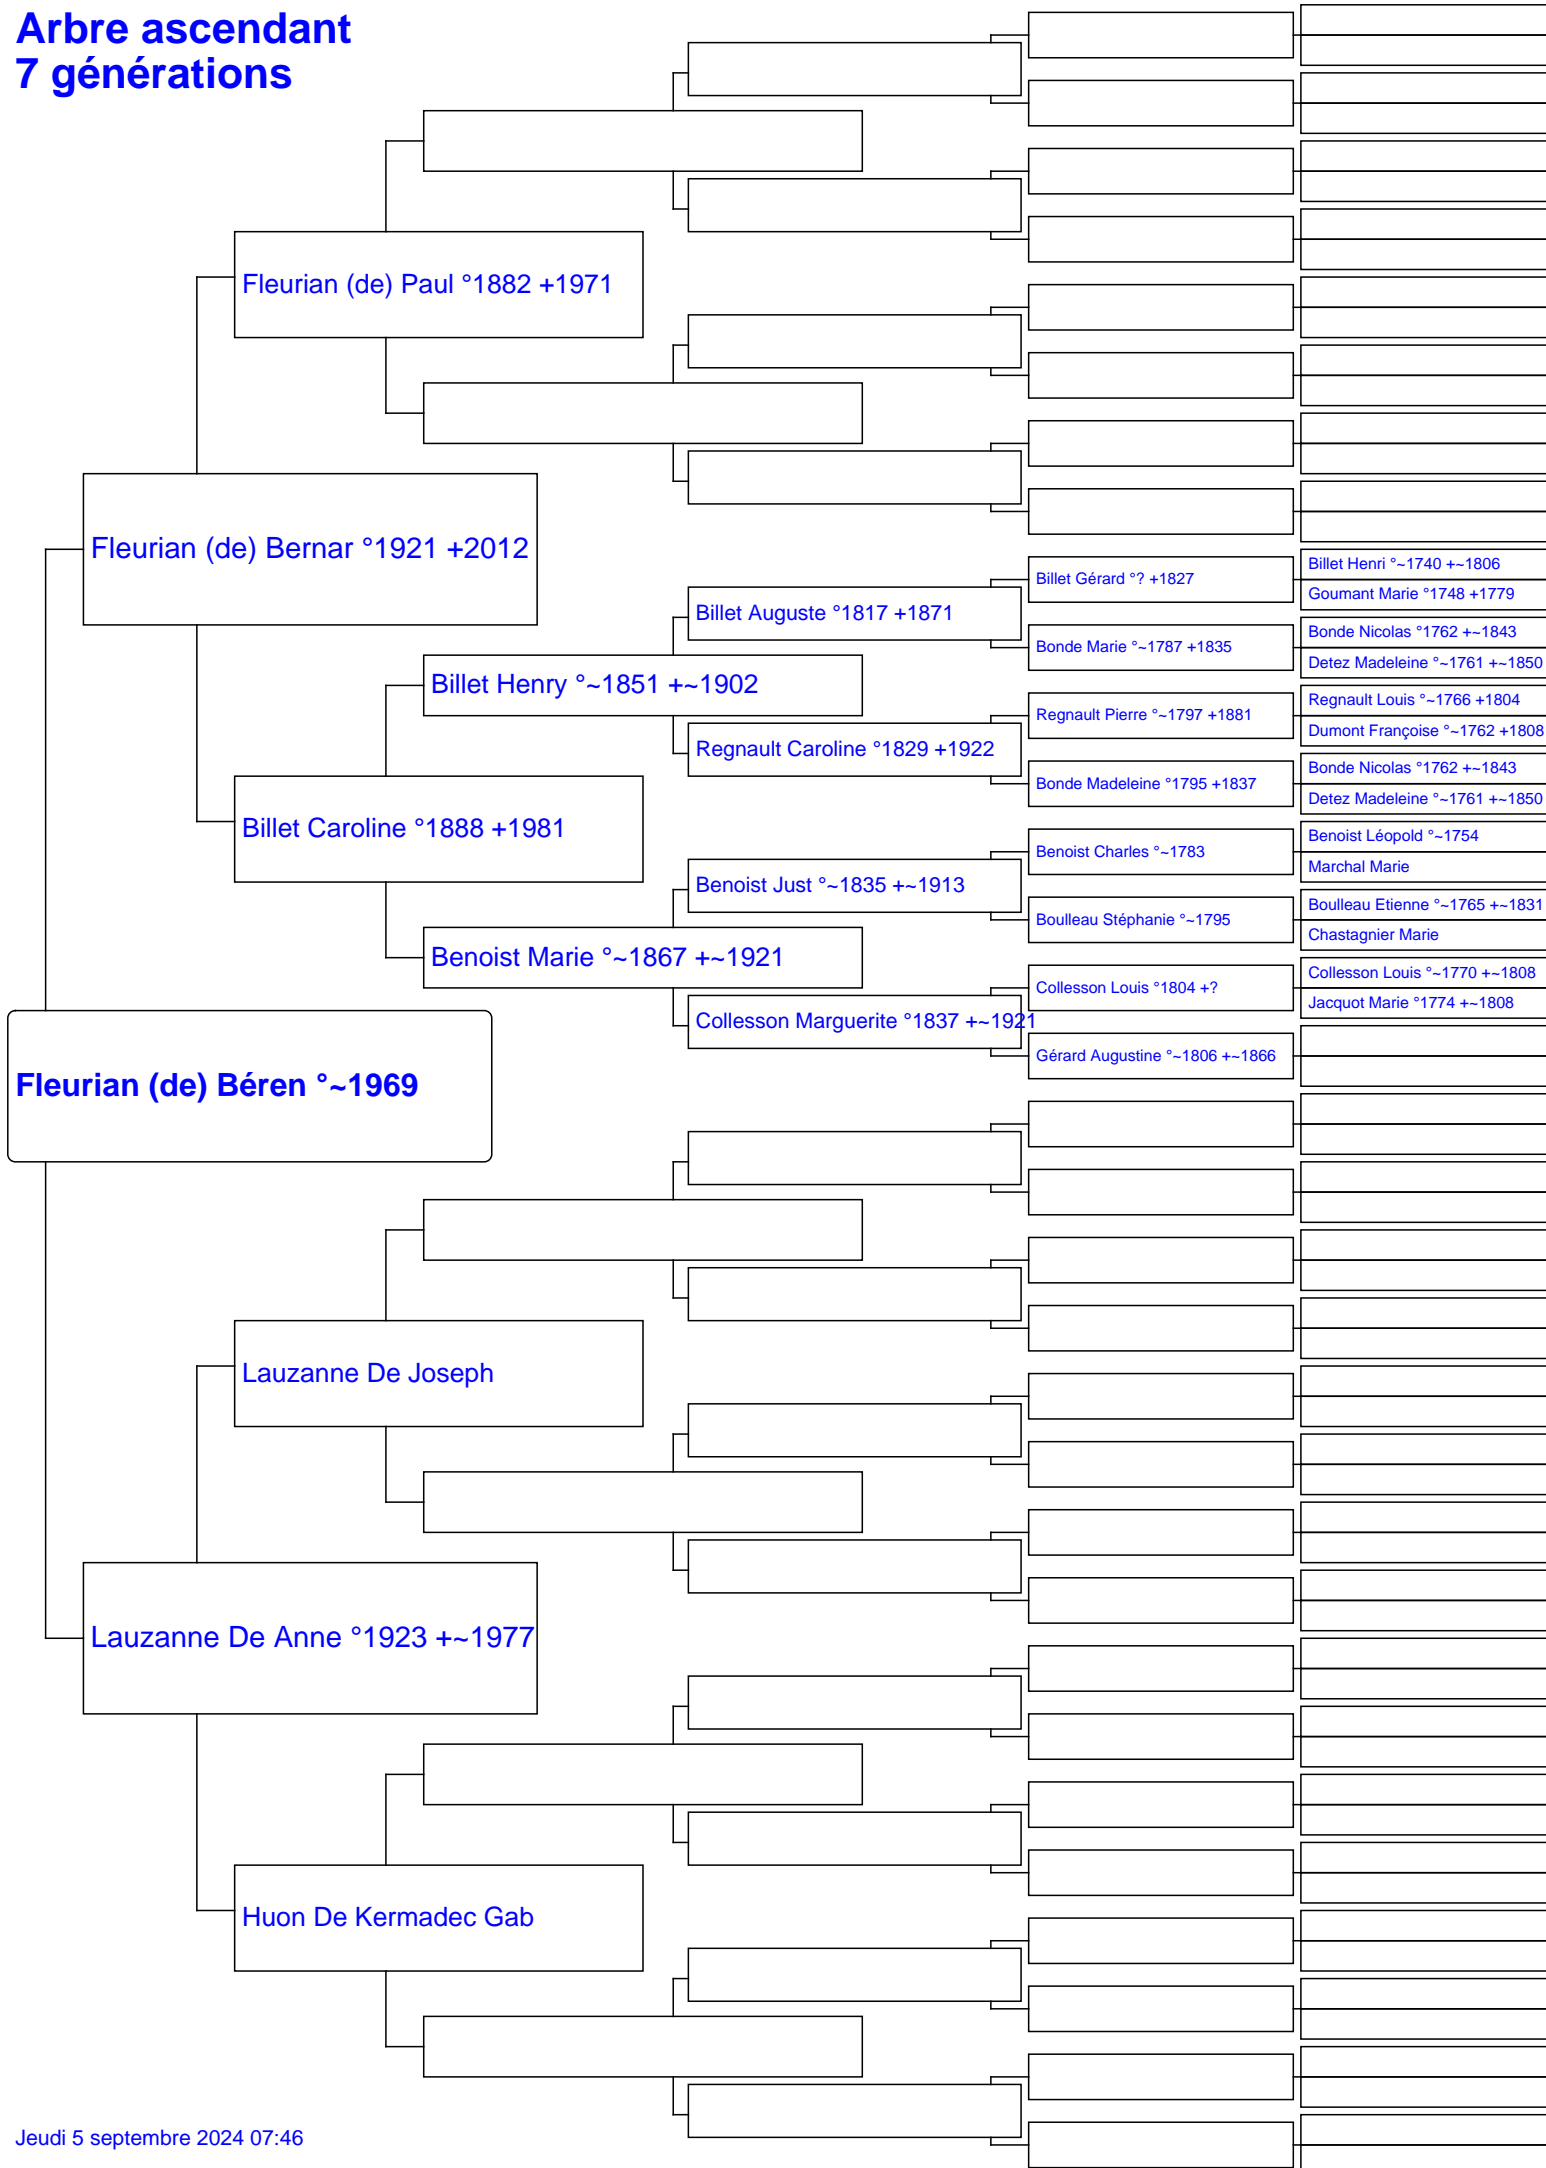 Arbre ascendant
7 générations
Fleurian (de) Paul °1882 +1971
Fleurian (de) Bernar °1921 +2012
Billet Henri °~1740 +~1806
Billet Gérard °? +1827
Goumant Marie °1748 +1779
Billet Auguste °1817 +1871
Bonde Nicolas °1762 +~1843
Bonde Marie °~1787 +1835
Detez Madeleine °~1761 +~1850
Billet Henry °~1851 +~1902
Regnault Louis °~1766 +1804
Regnault Pierre °~1797 +1881
Dumont Françoise °~1762 +1808
Regnault Caroline °1829 +1922
Bonde Nicolas °1762 +~1843
Bonde Madeleine °1795 +1837
Detez Madeleine °~1761 +~1850
Billet Caroline °1888 +1981
Benoist Léopold °~1754
Benoist Charles °~1783
Marchal Marie
Benoist Just °~1835 +~1913
Boulleau Etienne °~1765 +~1831
Boulleau Stéphanie °~1795
Chastagnier Marie
Benoist Marie °~1867 +~1921
Collesson Louis °~1770 +~1808
Collesson Louis °1804 +?
Jacquot Marie °1774 +~1808
Collesson Marguerite °1837 +~1921
Gérard Augustine °~1806 +~1866
Fleurian (de) Béren °~1969
Lauzanne De Joseph
Lauzanne De Anne °1923 +~1977
Huon De Kermadec Gab
Jeudi 5 septembre 2024 07:46